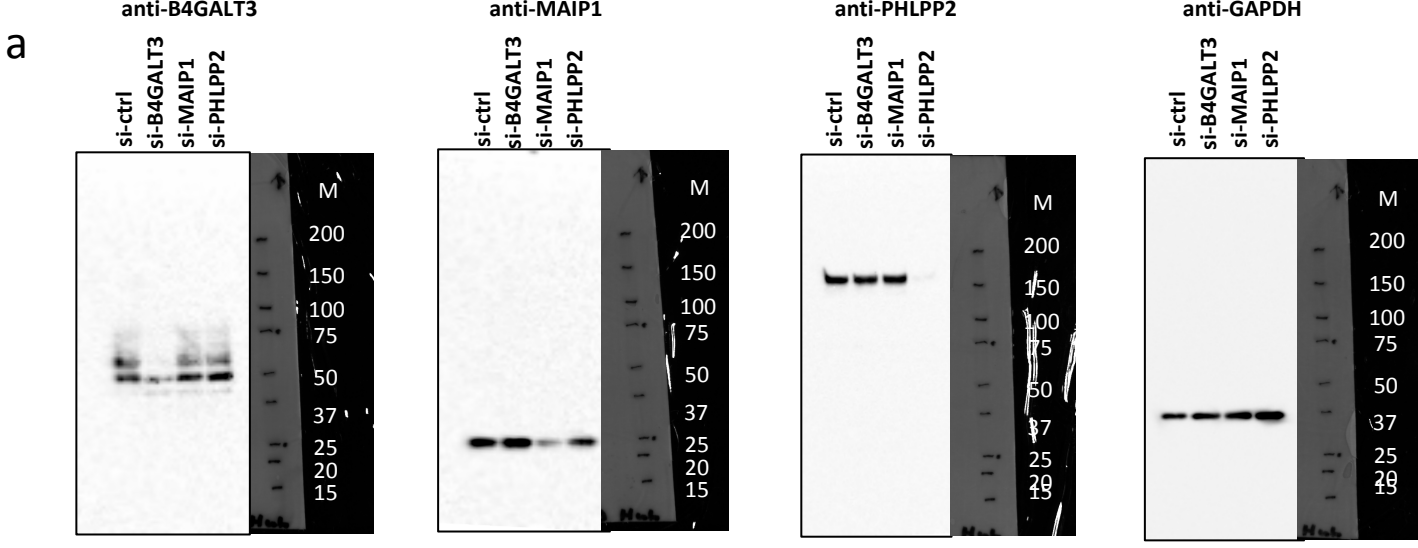 anti-B4GALT3
anti-MAIP1
anti-PHLPP2
anti-GAPDH
a
si-ctrl
si-B4GALT3
si-MAIP1
si-PHLPP2
si-ctrl
si-B4GALT3
si-MAIP1
si-PHLPP2
si-ctrl
si-B4GALT3
si-MAIP1
si-PHLPP2
si-ctrl
si-B4GALT3
si-MAIP1
si-PHLPP2
M
200
150
100
75
50
37
25
20
15
M
200
150
100
75
50
37
25
20
15
M
200
150
100
75
50
37
25
20
15
M
200
150
100
75
50
37
25
20
15